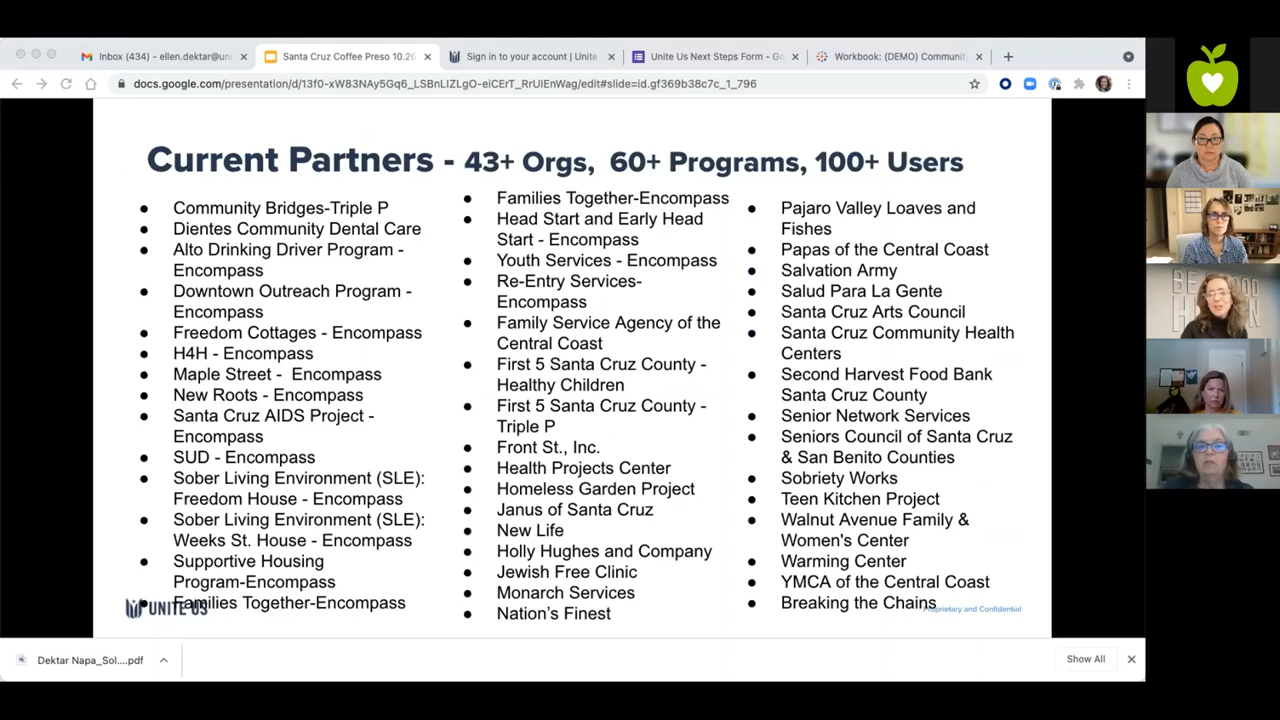 Inbox (434) - ellen.dektar@uni
Santa Cruz Coffee Preso 10.26
Sign in to your account | Unite
Unite Us Next Steps Form - Go
Workbook: (DEMO) Communit
docs.google.com/presentation/d/13f0-xW83NAy5Gq6_LSBnLIZLgO-eiCErT_RrUlEnWag/edit#slide=id.gf369b38c7c_1_796
Current Partners - 43+ Orgs, 60+ Programs, 100+ Users
Community Bridges-Triple P
Dientes Community Dental Care
Alto Drinking Driver Program -
Encompass
Downtown Outreach Program -
Encompass
Freedom Cottages - Encompass
H4H - Encompass
Maple Street - Encompass
New Roots - Encompass
Santa Cruz AIDS Project -
Encompass
SUD - Encompass
Sober Living Environment (SLE):
Freedom House - Encompass
Sober Living Environment (SLE):
Weeks St. House - Encompass
Supportive Housing
Program-Encompass
Families Together-Encompass
Families Together-Encompass
Head Start and Early Head
Start - Encompass
Youth Services - Encompass
Re-Entry Services-
Encompass
Family Service Agency of the
Central Coast
First 5 Santa Cruz County -
Healthy Children
First 5 Santa Cruz County -
Triple P
Front St., Inc.
Health Projects Center
Homeless Garden Project
Janus of Santa Cruz
New Life
Holly Hughes and Company
Jewish Free Clinic
Monarch Services
Nation's Finest
Pajaro Valley Loaves and
Fishes
Papas of the Central Coast
Salvation Army
Salud Para La Gente
Santa Cruz Arts Council
Santa Cruz Community Health
Centers
Second Harvest Food Bank
Santa Cruz County
Senior Network Services
Seniors Council of Santa Cruz
& San Benito Counties
Sobriety Works
Teen Kitchen Project
Walnut Avenue Family &
Women's Center
Warming Center
YMCA of the Central Coast
Breaking the Chains
UNITE US
Proprietary and Confidential
Dektar Napa_Sol....pdf
Show All